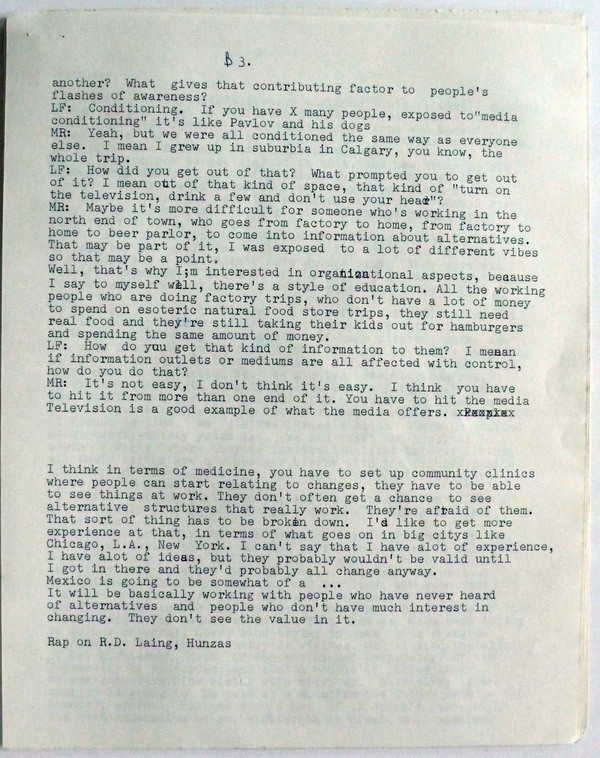 B 3.
another?  What  gives that contributing factor to  people's
flashes of awareness?
LF:  Conditioning.  If you have X many people, exposed to"media
conditioning" it's like Pavlov and his dogs
MR:  Yeah, but we were all conditioned the same way as everyone
else.  I mean I grew up in suburbia in Calgary, you know, the
whole trip.
LF:  How did you get out of that?  What prompted you to get out
of it? I mean out of that kind of space, that kind of "turn on
the television, drink a few and don't use your head"?
MR:  Maybe it's more difficult for someone who's working in the
north end of town, who goes from factory to home, from factory to
home to beer parlor, to come into information about alternatives.
That may be part of it, I was exposed  to a lot of different vibes
so that may be a point.
Well, that's why I;m interested in organizational aspects, because
I say to myself well, there's a style of education. All the working
people who are doing factory trips, who don't have a lot of money
to spend on esoteric natural food store trips, they still need
real food and they're still taking their kids out for hamburgers
and spending the same amount of money.
LF:  How  do you get that kind of information to them?  I mean
if information outlets or mediums are all affected with control,
how do you do that?
MR:  It's not easy, I don't think it's easy.  I think  you have
to hit it from more than one end of it. You have to hit the media
Television is a good example of what the media offers.
I think in terms of medicine, you have to set up community clinics
where people can start relating to changes, they have to be able
to see things at work. They don't often get a chance  to see
alternative  structures that really work.  They're afraid of them.
That sort of thing has to be broken down.  I'd like to get more
experience at that, in terms of what goes on in big citys like
Chicago, L.A., New  York. I can't say that I have alot of experience,
I have alot of ideas, but they probably wouldn't be valid until
I got in there and they'd probably all change anyway.
Mexico is going to be somewhat of a  ...
It will be basically working with people who have never heard
of alternatives  and  people who don't have much interest in
changing.  They don't see the value in it.
Rap on R.D. Laing, Hunzas